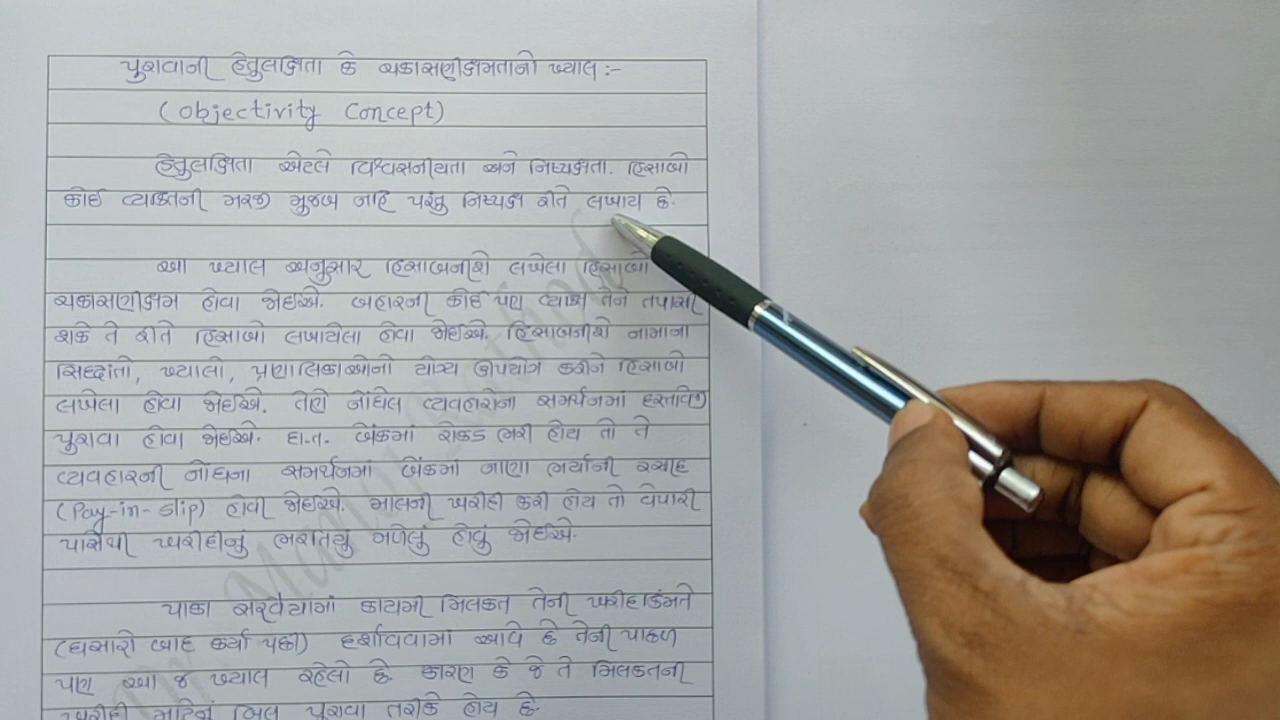 પુરાવાની હેતુલક્ષિતા કે ચકાસણીક્ષમતાનો ખ્યાલ :-
(Objectivity Concept)
હેતુલક્ષિતા એટલે વિશ્વસનીયતા અને નિષ્પક્ષતા. હિસાબો
કોઈ વ્યક્તિની મરજી મુજબ નહિ પરંતુ નિષ્પક્ષ રીતે લખાય છે.
આ ખ્યાલ અનુસાર હિસાબનીશે લખેલા હિસાબો
ચકાસણીક્ષમ હોવા જોઈએ. બહારની કોઈ પણ વ્યક્તિ તેને તપાસી
શકે તે રીતે હિસાબો લખાયેલા હોવા જોઈએ. હિસાબનીશે નામાના
સિદ્ધાંતો, ખ્યાલો, પ્રણાલિકાઓનો યોગ્ય ઉપયોગ કરીને હિસાબો
લખેલા હોવા જોઈએ. તેણે નોંધેલ વ્યવહારોના સમર્થનમાં દસ્તાવેજી
પુરાવા હોવા જોઈએ. દા.ત. બેંકમાં રોકડ ભરી હોય તો તે
વ્યવહારની નોંધના સમર્થનમાં બેંકમાં નાણા ભર્યાની રસીદ
(Pay-in-slip) હોવી જોઈએ. માલની ખરીદી કરી હોય તો વેપારી
પાસેથી ખરીદીનું ભરતિયું મળેલું હોવું જોઈએ.
પાકા સરવૈયામાં કાયમી મિલકત તેની ખરીદકિંમતે
(ઘસારો બાદ કર્યા પછી) દર્શાવવામાં આવે છે તેની પાછળ
પણ આ જ ખ્યાલ રહેલો છે કારણ કે જે તે મિલકતની
ખરીદી માટેનું બિલ પુરાવા તરીકે હોય છે.